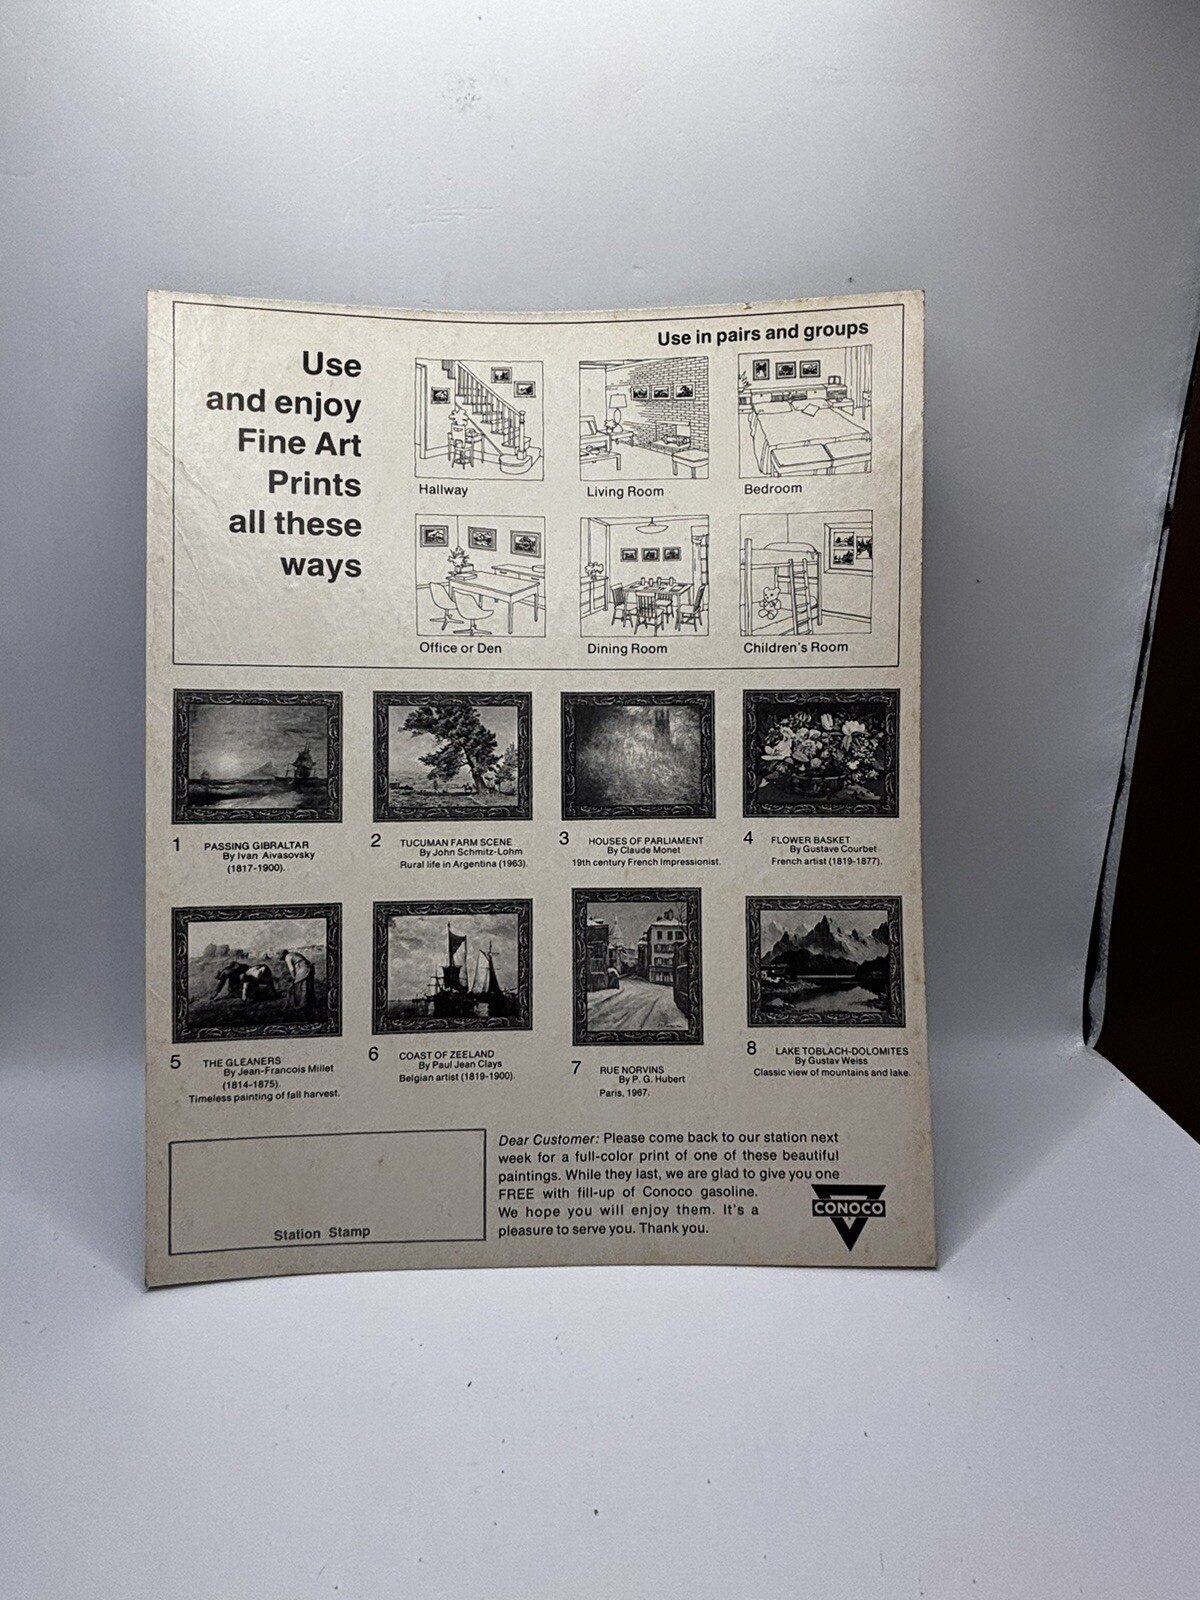 Use
and enjoy
Fine Art
Prints
all these
ways
Use in pairs and groups
Hallway
Living Room
Bedroom
Office or Den
Dining Room
Children's Room
1 PASSING GIBRALTAR
By Ivan Aivasovsky
(1817-1900).
2 TUCUMAN FARM SCENE
By John Schmitz-Lohm
Rural life in Argentina (1963).
3 HOUSES OF PARLIAMENT
By Claude Monet
19th century French Impressionist.
4 FLOWER BASKET
By Gustave Courbet
French artist (1819-1877).
5 THE GLEANERS
By Jean-Francois Millet
(1814-1875).
Timeless painting of fall harvest.
6 COAST OF ZEELAND
By Paul Jean Clays
Belgian artist (1819-1900).
7 RUE NORVINS
By P. G. Hubert
Paris, 1967.
8 LAKE TOBLACH-DOLOMITES
By Gustav Weiss
Classic view of mountains and lake.
Station Stamp
Dear Customer: Please come back to our station next
week for a full-color print of one of these beautiful
paintings. While they last, we are glad to give you one
FREE with fill-up of Conoco gasoline.
We hope you will enjoy them. It's a
pleasure to serve you. Thank you.
CONOCO